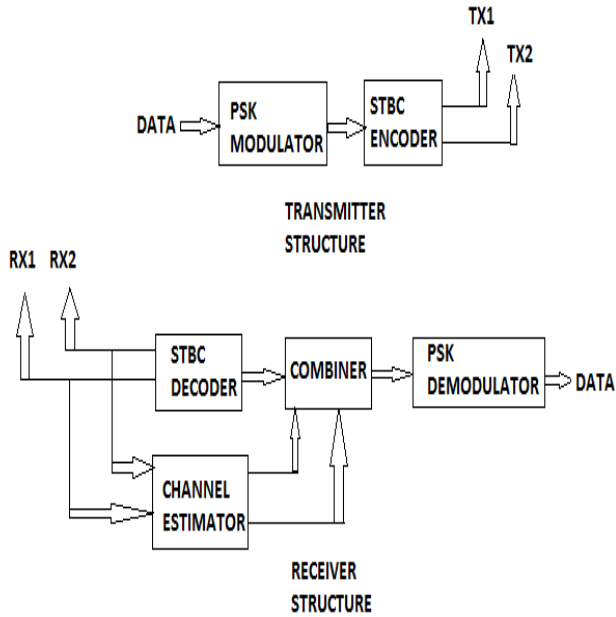 TX1
TX2
DATA
PSK
MODULATOR
STBC
ENCODER
TRANSMITTER
STRUCTURE
RX1
RX2
STBC
DECODER
COMBINER
PSK
DEMODULATOR
DATA
CHANNEL
ESTIMATOR
RECEIVER
STRUCTURE